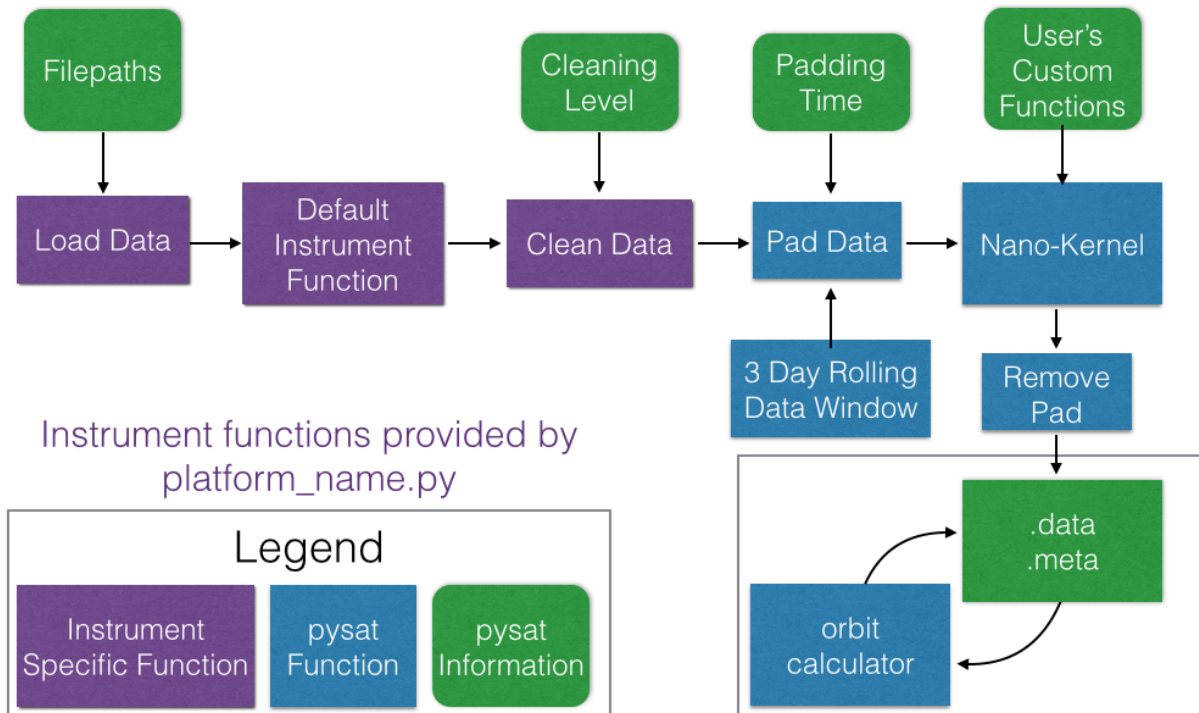 Filepaths
Cleaning
Level
Padding
Time
User's
Custom
Functions
Load Data
Default
Instrument
Function
Clean Data
Pad Data
Nano-Kernel
3 Day Rolling
Data Window
Remove
Pad
Instrument functions provided by
platform_name.py
Legend
Instrument
Specific Function
pysat
Function
pysat
Information
.data
.meta
orbit
calculator